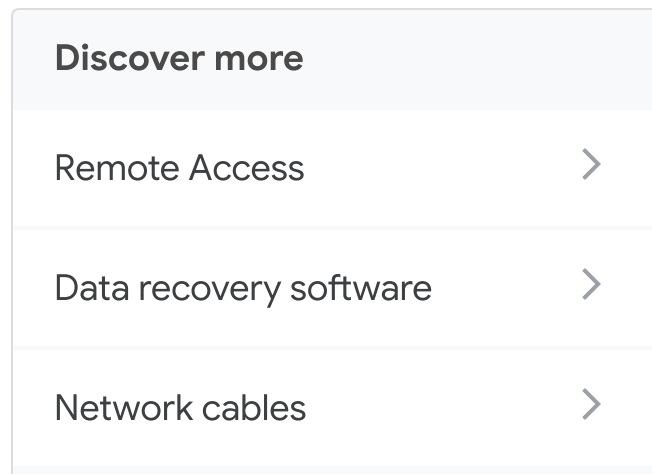 Discover more
Remote Access
Data recovery software
Network cables